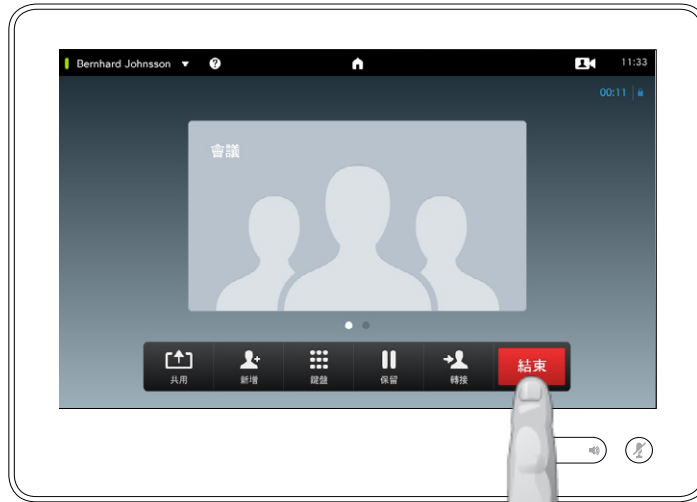 Bernhard Johnsson
?
11:33
00:11
會議
共用
新增
鍵盤
保留
轉接
結束